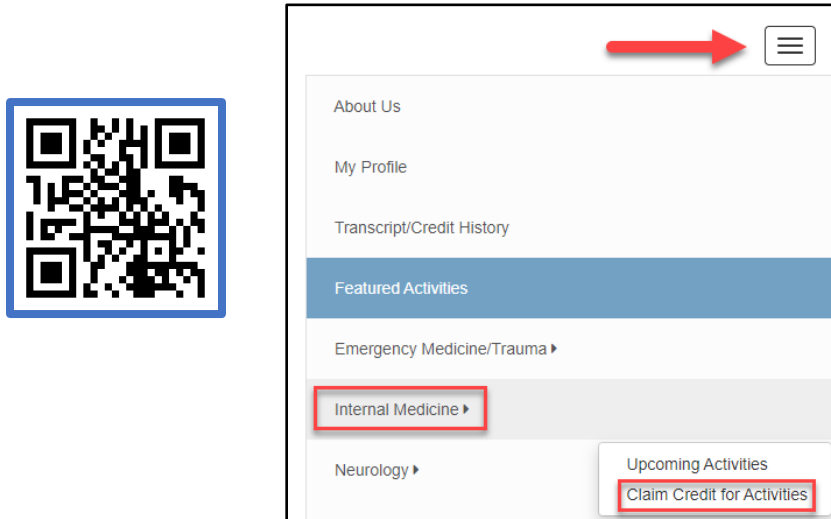 About Us
My Profile
Transcript/Credit History
Featured Activities
Emergency Medicine/Trauma
Internal Medicine
Neurology
Upcoming Activities
Claim Credit for Activities